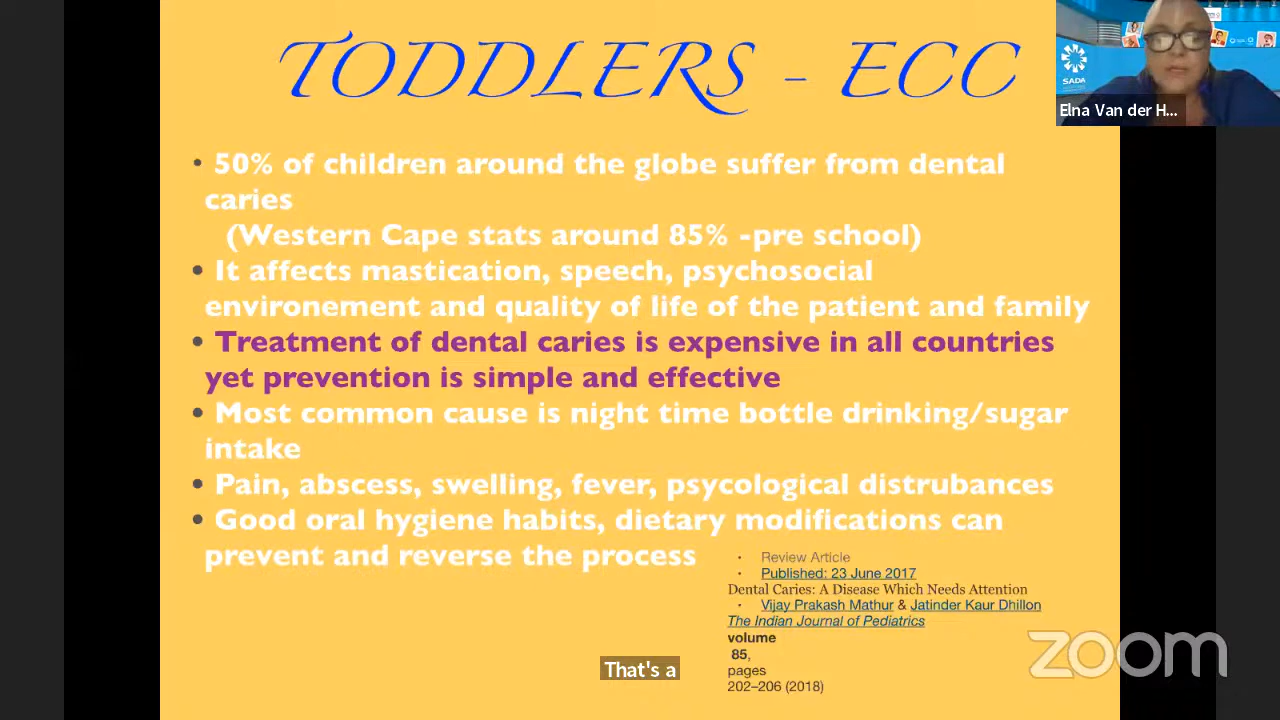 TODDLERS - ECC
SADA
Elna Van der H...
• 50% of children around the globe suffer from dental
caries
(Western Cape stats around 85% -pre school)
• It affects mastication, speech, psychosocial
environement and quality of life of the patient and family
• Treatment of dental caries is expensive in all countries
yet prevention is simple and effective
• Most common cause is night time bottle drinking/sugar
intake
• Pain, abscess, swelling, fever, psycological distrubances
• Good oral hygiene habits, dietary modifications can
prevent and reverse the process
• Review Article
• Published: 23 June 2017
Dental Caries: A Disease Which Needs Attention
• Vijay Prakash Mathur & Jatinder Kaur Dhillon
The Indian Journal of Pediatrics
volume
85,
pages
202–206 (2018)
zoom
That's a